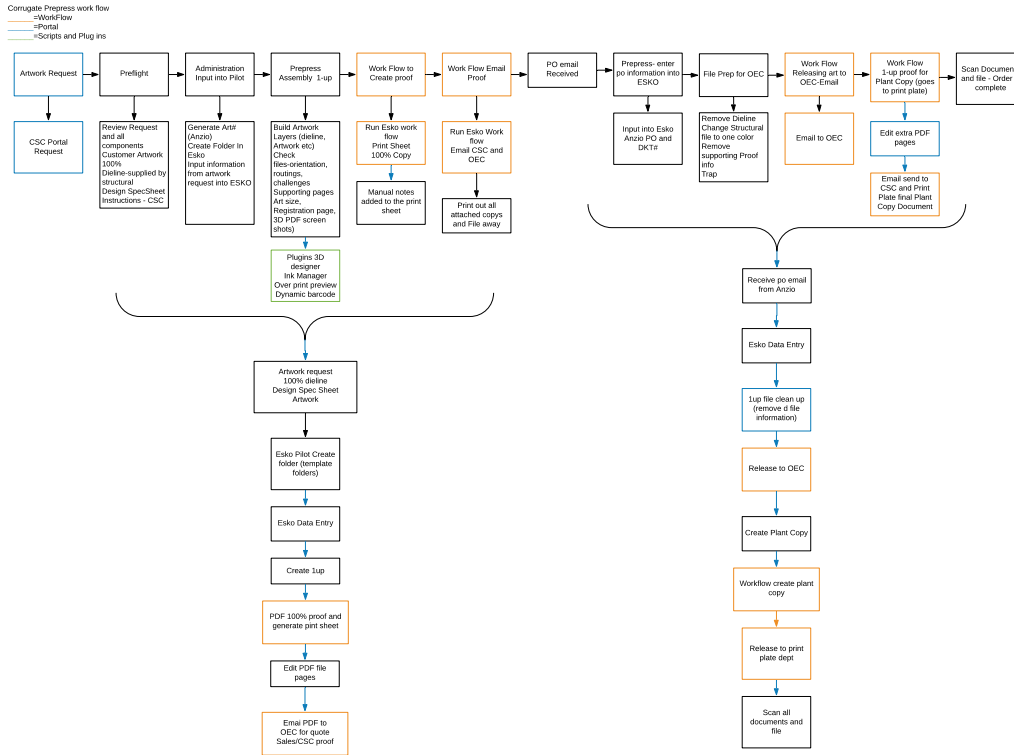 Corrugate Prepress work flow
______=WorkFlow
______=Portal
______=Scripts and Plug ins
Artwork Request
Preflight
Administration
Input into Pilot
Prepress
Assembly 1-up
Work Flow to
Create proof
Work Flow Email
Proof
PO email
Received
Prepress- enter
po information into
ESKO
File Prep for OEC
Work Flow
Releasing art to
OEC-Email
Work Flow
1-up proof for
Plant Copy (goes
to print plate)
Scan Document
and file - Order
complete
CSC Portal
Request
Review Request
and all
components
Customer Artwork
100%
Dieline-supplied by
structural
Design SpecSheet
Instructions - CSC
Generate Art#
(Anzio)
Create Folder In
Esko
Input information
from artwork
request into ESKO
Build Artwork
Layers (dieline,
Artwork etc)
Check
files-orientation,
routings,
challenges
Supporting pages
Art size,
Registration page,
3D PDF screen
shots)
Plugins 3D
designer
Ink Manager
Over print preview
Dynamic barcode
Run Esko work
flow
Print Sheet
100% Copy
Manual notes
added to the print
sheet
Run Esko Work
flow
Email CSC and
OEC
Print out all
attached copys
and File away
Input into Esko
Anzio PO and
DKT#
Remove Dieline
Change Structural
file to one color
Remove
supporting Proof
info
Trap
Email to OEC
Edit extra PDF
pages
Email send to
CSC and Print
Plate final Plant
Copy Document
Artwork request
100% dieline
Design Spec Sheet
Artwork
Esko Pilot Create
folder (template
folders)
Esko Data Entry
Create 1up
PDF 100% proof and
generate pint sheet
Edit PDF file
pages
Emai PDF to
OEC for quote
Sales/CSC proof
Receive po email
from Anzio
Esko Data Entry
1up file clean up
(remove d file
information)
Release to OEC
Create Plant Copy
Workflow create plant
copy
Release to print
plate dept
Scan all
documents and
file